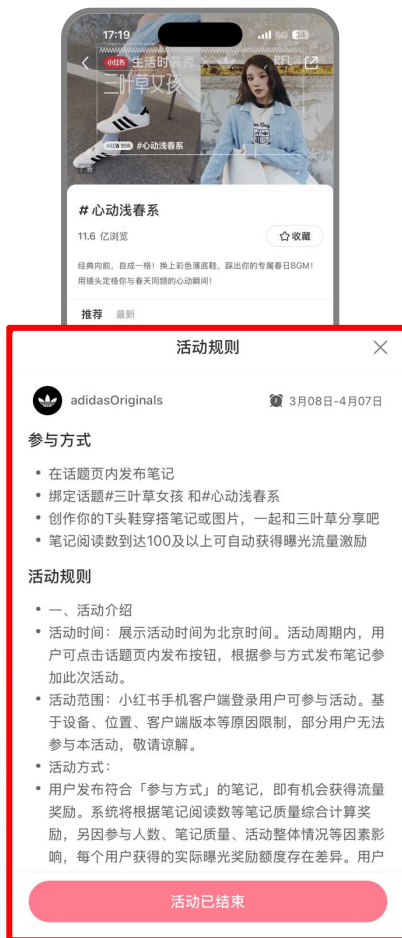 17:19
5G 84
小红书 生活时装秀 RFL
三叶草女孩
小红书 时尚 #心动浅春系
广告
# 心动浅春系
11.6 亿浏览
收藏
经典向前，自成一格！换上彩色薄底鞋，踩出你的专属春日BGM！
用镜头定格你与春天同频的心动瞬间！
推荐 最新
活动规则
adidasOriginals 3月08日-4月07日
参与方式
• 在话题页内发布笔记
• 绑定话题#三叶草女孩 和#心动浅春系
• 创作你的T头鞋穿搭笔记或图片，一起和三叶草分享吧
• 笔记阅读数到达100及以上可自动获得曝光流量激励
活动规则
• 一、活动介绍
• 活动时间：展示活动时间为北京时间。活动周期内，用
户可点击话题页内发布按钮，根据参与方式发布笔记参
加此次活动。
• 活动范围：小红书手机客户端登录用户可参与活动。基
于设备、位置、客户端版本等原因限制，部分用户无法
参与本活动，敬请谅解。
• 活动方式：
• 用户发布符合「参与方式」的笔记，即有机会获得流量
奖励。系统将根据笔记阅读数等笔记质量综合计算奖
励，另因参与人数、笔记质量、活动整体情况等因素影
响，每个用户获得的实际曝光奖励额度存在差异。用户
活动已结束